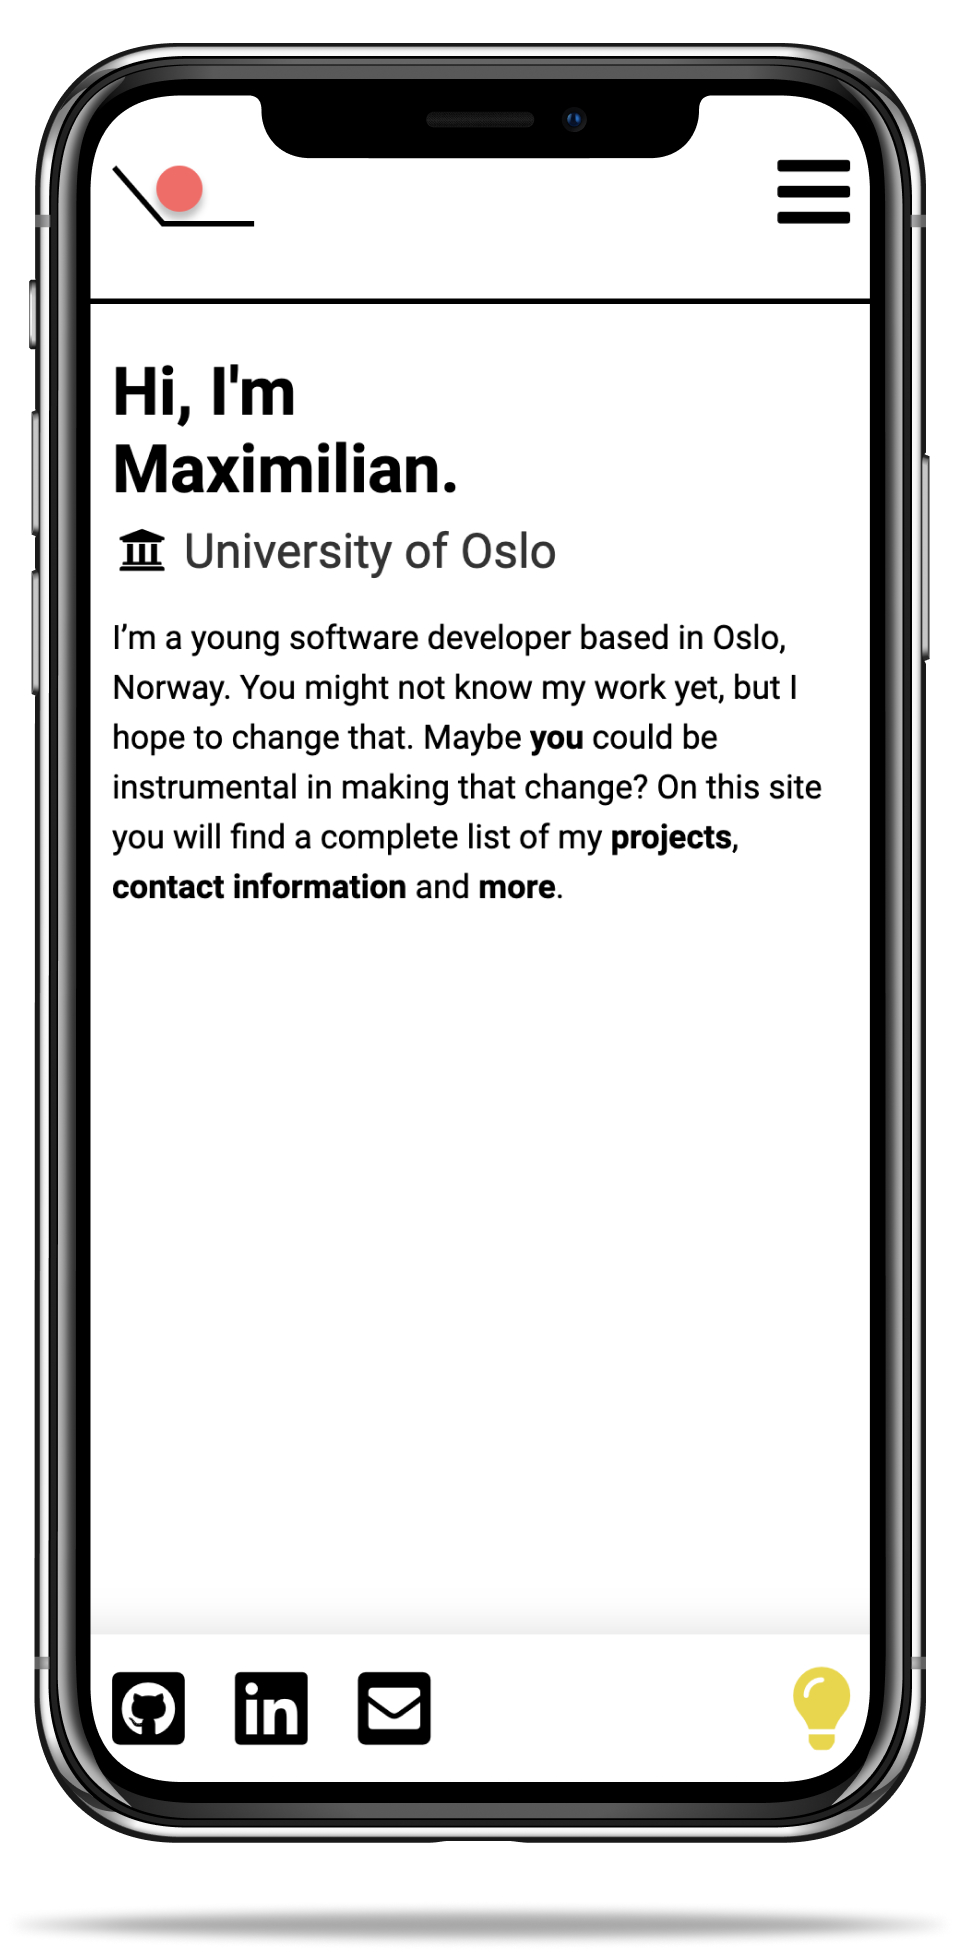 Hi, I'm
Maximilian.
University of Oslo
I’m a young software developer based in Oslo,
Norway. You might not know my work yet, but I
hope to change that. Maybe you could be
instrumental in making that change? On this site
you will find a complete list of my projects,
contact information and more.
in